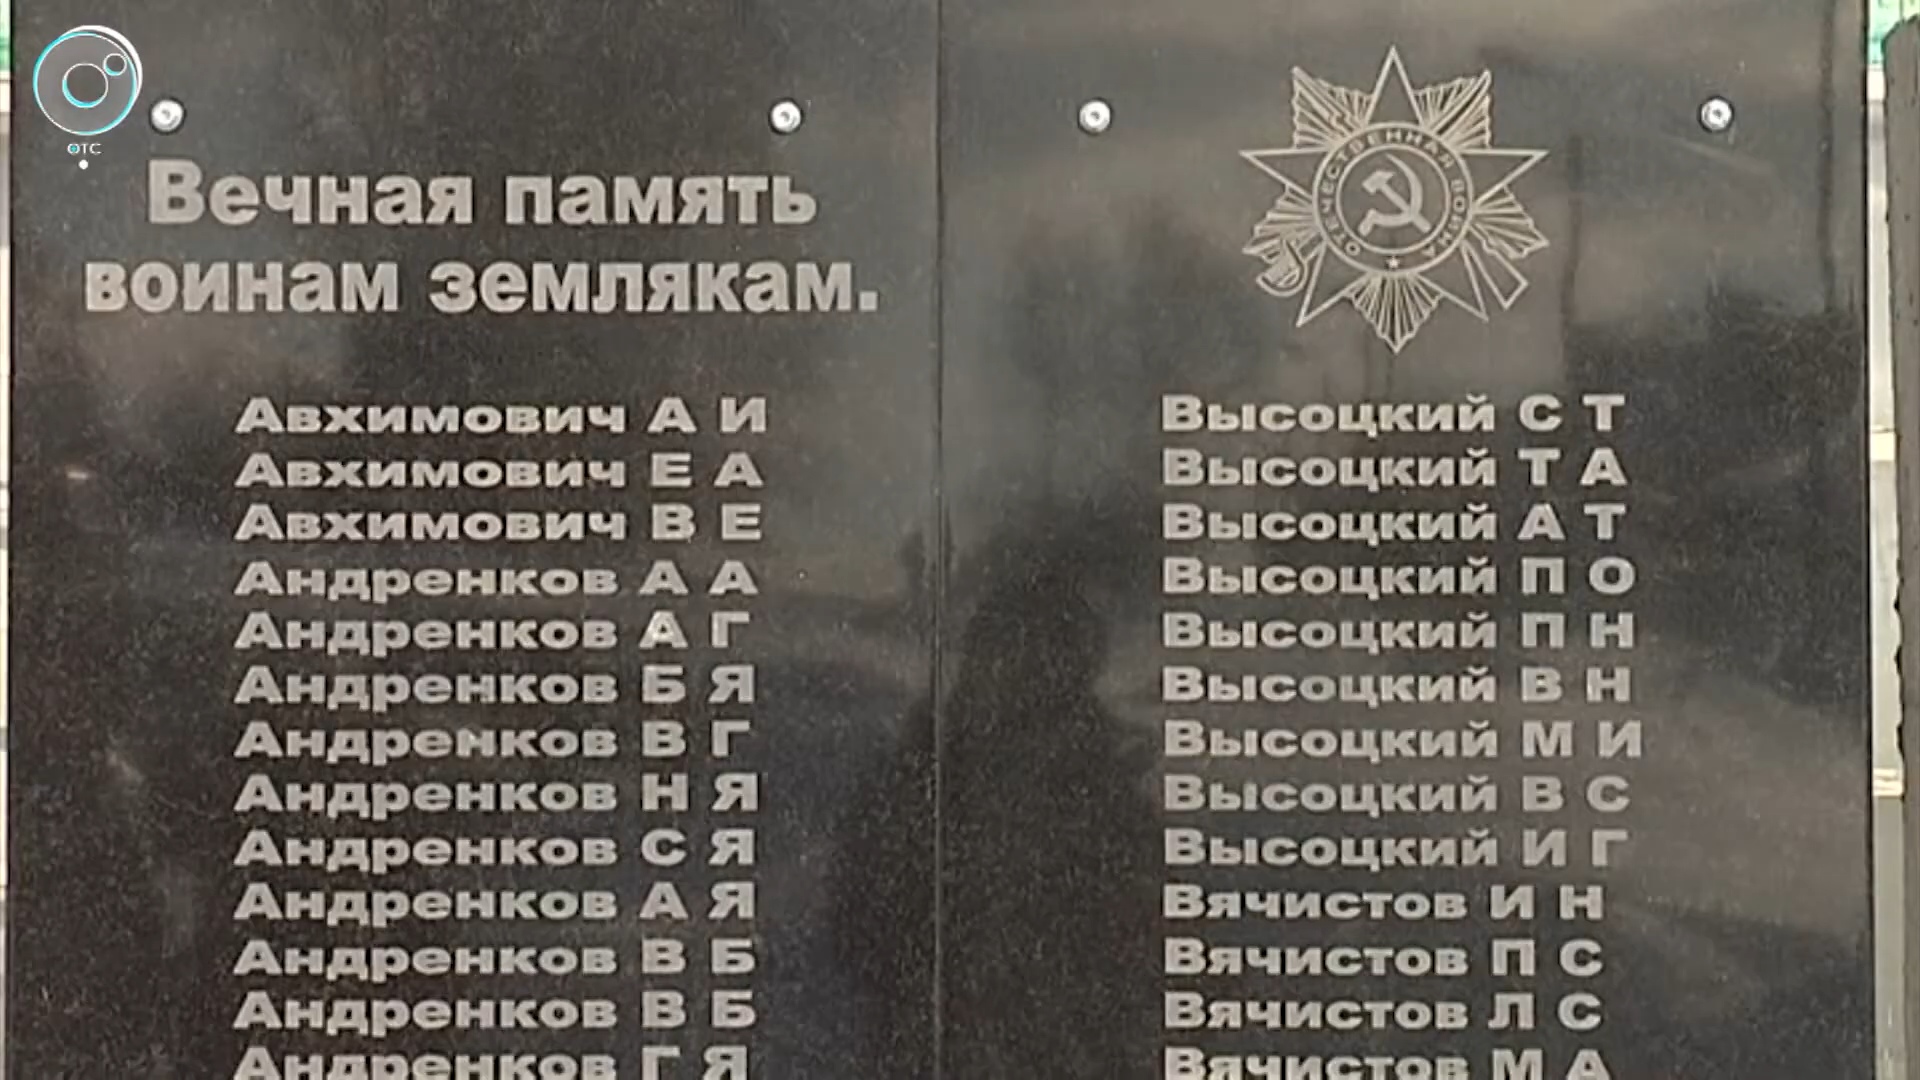 ОТС
Вечная память
воинам землякам.
Авхимович А И
Авхимович Е А
Авхимович В Е
Андренков А А
Андренков А Г
Андренков Б Я
Андренков В Г
Андренков Н Я
Андренков С Я
Андренков А Я
Андренков В Б
Андренков В Б
Андренков Г Я
ОТЕЧЕСТВЕННАЯ ВОЙНА
Высоцкий С Т
Высоцкий Т А
Высоцкий А Т
Высоцкий П О
Высоцкий П Н
Высоцкий В Н
Высоцкий М И
Высоцкий В С
Высоцкий И Г
Вячистов И Н
Вячистов П С
Вячистов Л С
Вячистов М А